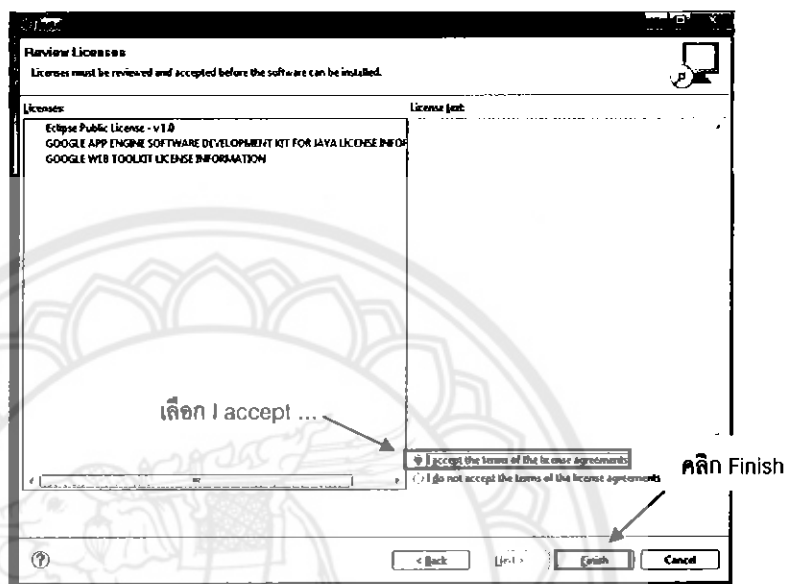 Review Licenses
Licenses must be reviewed and accepted before the software can be installed.
Licenses:
License text:
Eclipse Public License - v 1.0
GOOGLE APP ENGINE SOFTWARE DEVELOPMENT KIT FOR JAVA LICENSE INFOR
GOOGLE WEB TOOLKIT LICENSE INFORMATION
เลือก I accept ...
I accept the terms of the license agreements
I do not accept the terms of the license agreements
คลิก Finish
< Back
Next >
Finish
Cancel